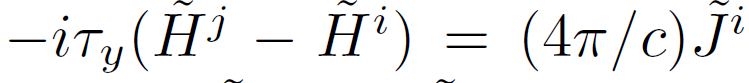 −iτ_y(H̃^j − H̃^i) = (4π/c)J̃^i